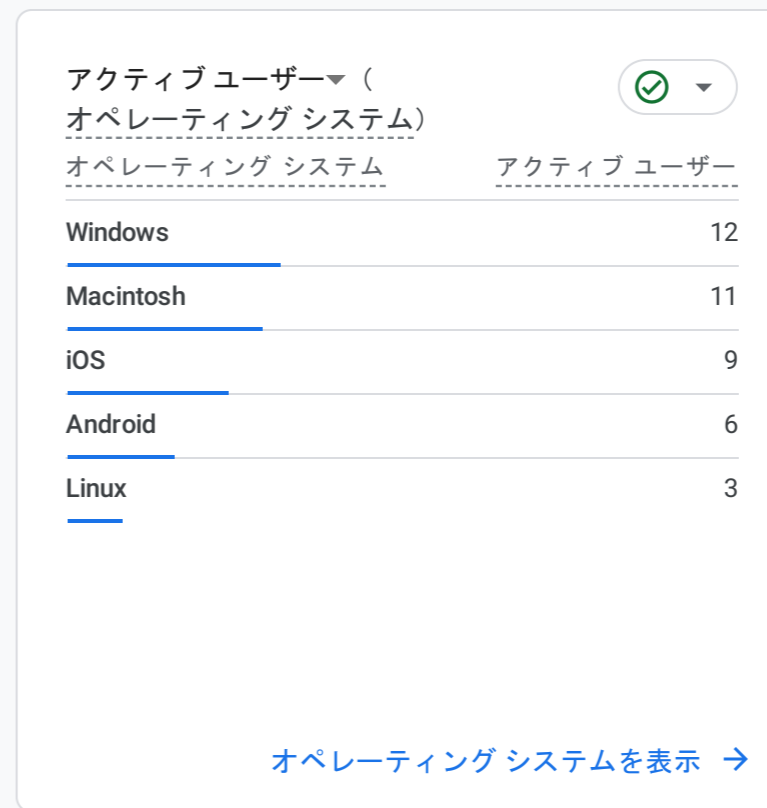 アクティブ ユーザー（
オペレーティング システム）
オペレーティング システム アクティブ ユーザー
Windows 12
Macintosh 11
iOS 9
Android 6
Linux 3
オペレーティング システムを表示 →